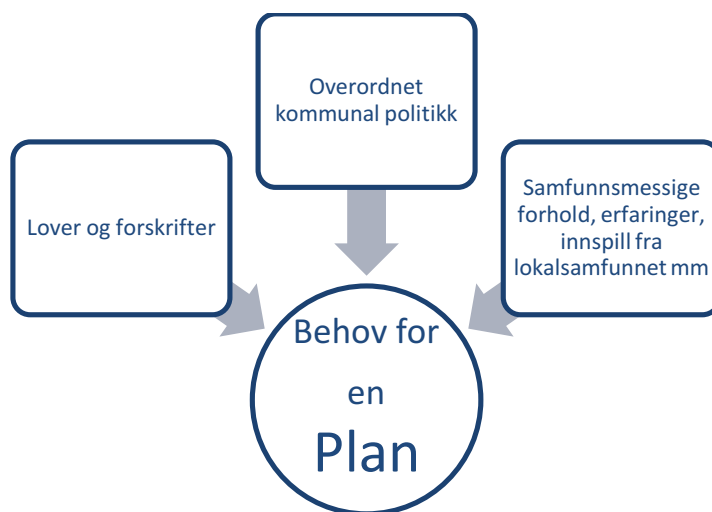 Overordnet
kommunal politikk
Lover og forskrifter
Samfunnsmessige
forhold, erfaringer,
innspill fra
lokalsamfunnet mm
Behov for
en
Plan